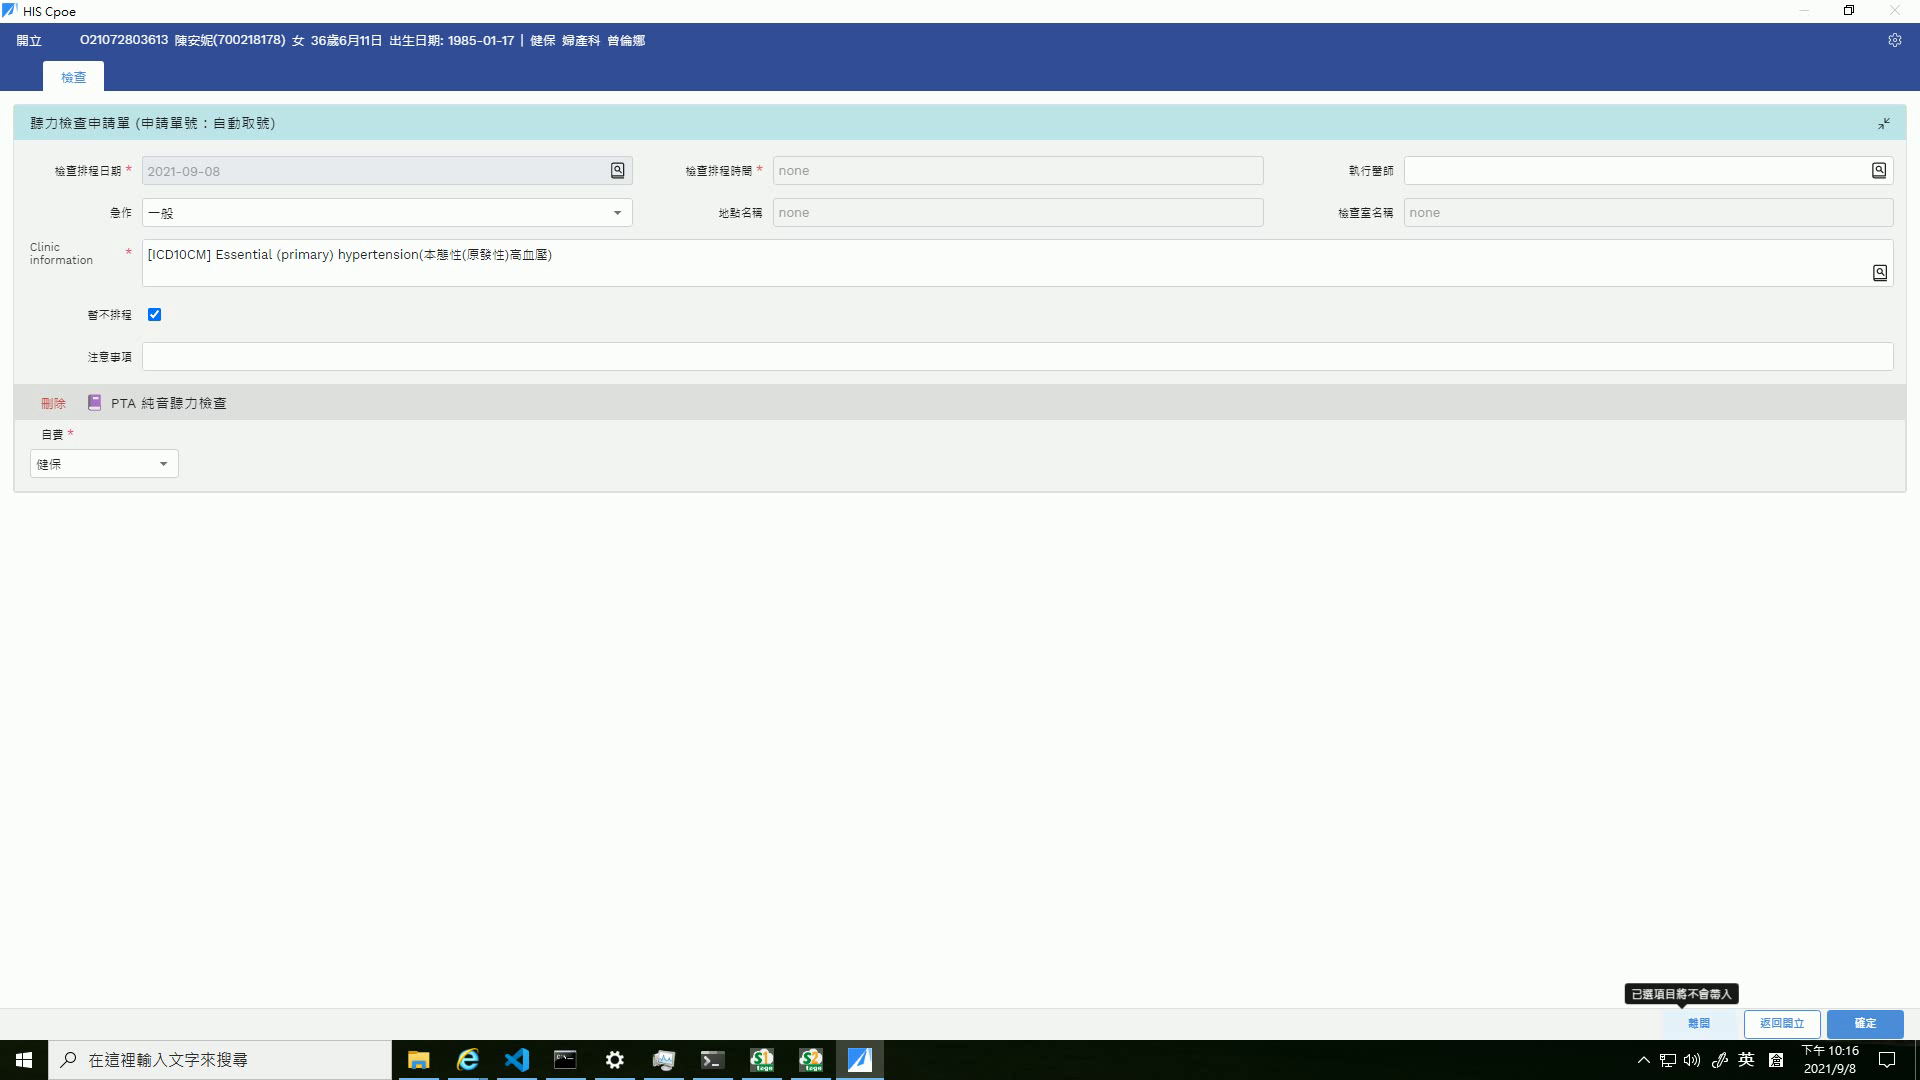 HIS Cpoe
開立 O21072803613 陳安妮(700218178) 女 36歲6月11日 出生日期: 1985-01-17 | 健保 婦產科 曾倫娜
檢查
聽力檢查申請單 (申請單號：自動取號)
檢查排程日期 * 2021-09-08 檢查排程時間 * none 執行醫師
急作 一般 地點名稱 none 檢查室名稱 none
Clinic information * [ICD10CM] Essential (primary) hypertension(本態性(原發性)高血壓)
暫不排程
注意事項
刪除 PTA 純音聽力檢查
自費 *
健保
已選項目將不會帶入
離開 返回開立 確定
在這裡輸入文字來搜尋
S1 togo S2 togo
英 倉 下午 10:16
2021/9/8